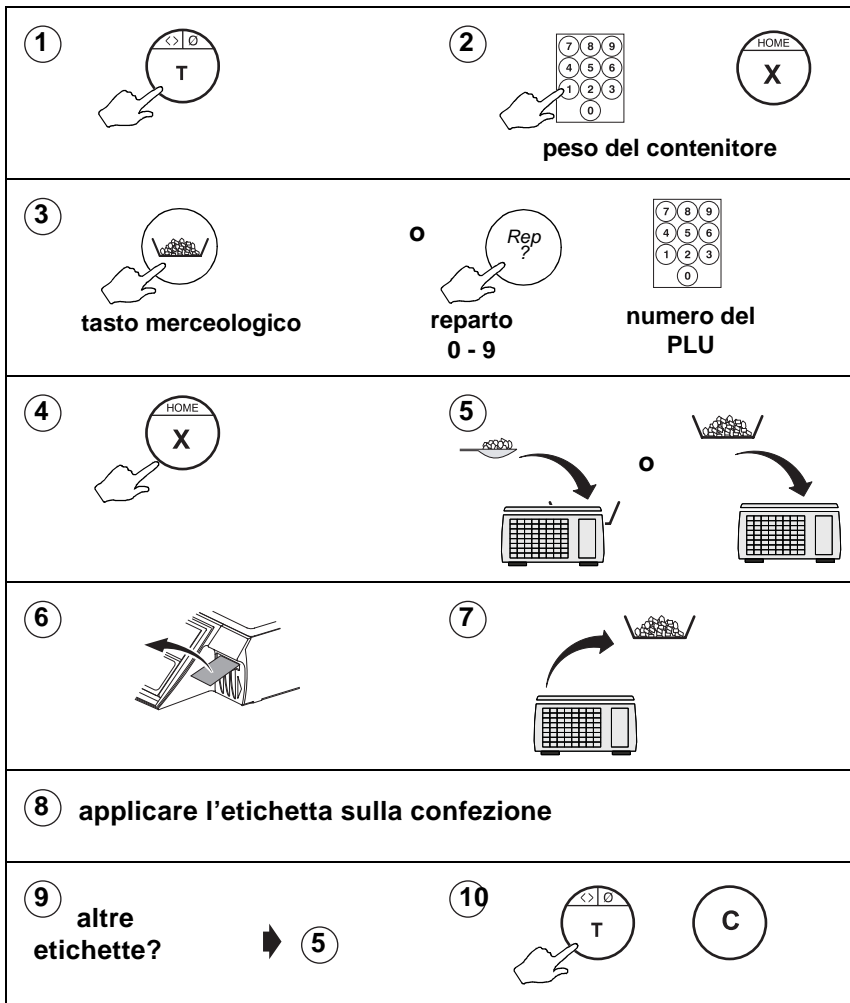 1
<> Ø
T
2
7 8 9
4 5 6
1 2 3
0
HOME
X
peso del contenitore
3
tasto merceologico
o
Rep
?
reparto
0 - 9
7 8 9
4 5 6
1 2 3
0
numero del
PLU
4
HOME
X
5
o
6
7
8 applicare l’etichetta sulla confezione
9
altre
etichette?
5
10
<> Ø
T
C